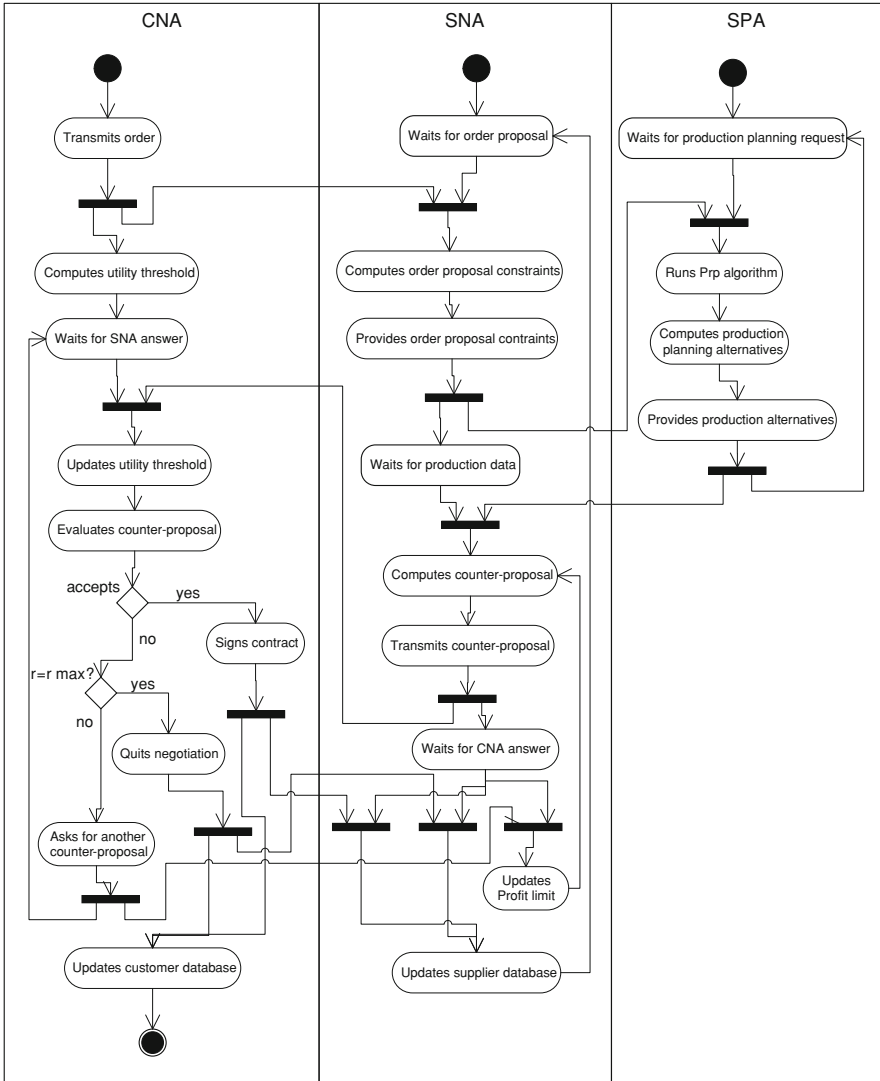 CNA
SNA
SPA
Transmits order
Waits for order proposal
Waits for production planning request
Computes utility threshold
Computes order proposal constraints
Runs Prp algorithm
Waits for SNA answer
Provides order proposal contraints
Computes production
planning alternatives
Provides production alternatives
Updates utility threshold
Waits for production data
Evaluates counter-proposal
Computes counter-proposal
accepts
yes
no
Signs contract
Transmits counter-proposal
r=r max?
yes
no
Quits negotiation
Waits for CNA answer
Asks for another
counter-proposal
Updates
Profit limit
Updates customer database
Updates supplier database